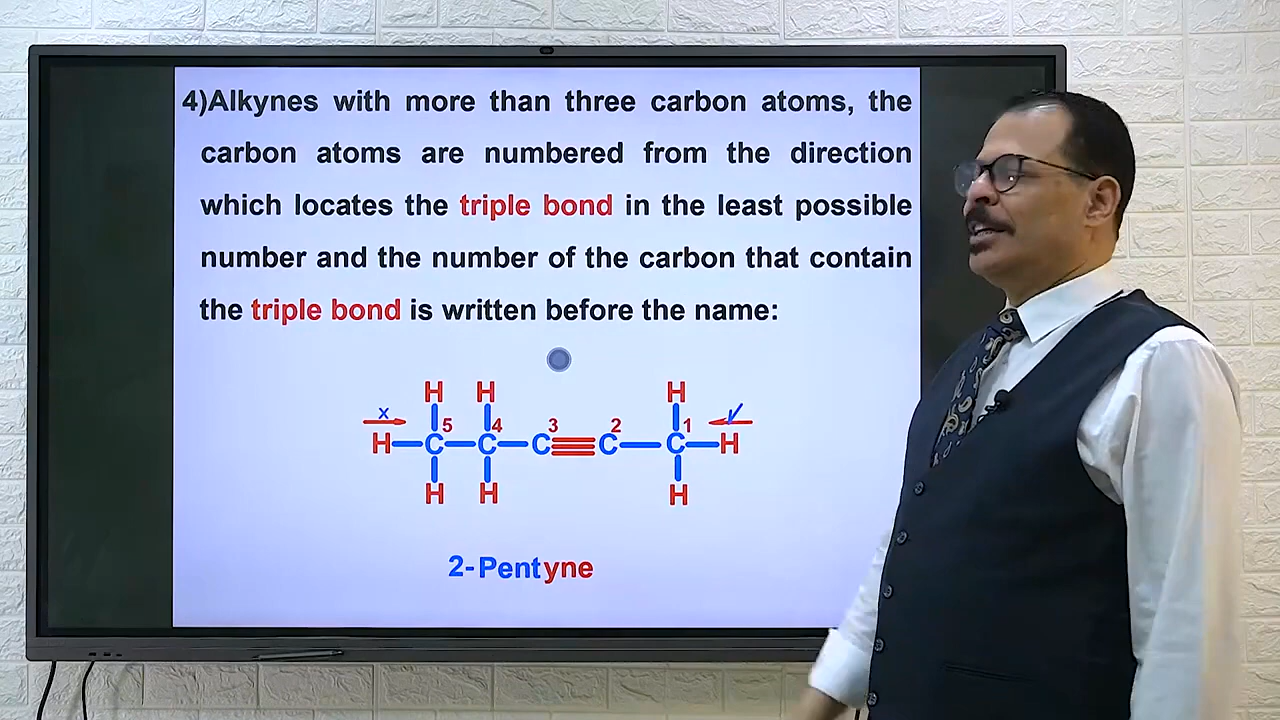 4)Alkynes with more than three carbon atoms, the
carbon atoms are numbered from the direction
which locates the triple bond in the least possible
number and the number of the carbon that contain
the triple bond is written before the name:
H H H
x 5 4 3 2 1
H C C C C C H
H H H
2-Pentyne